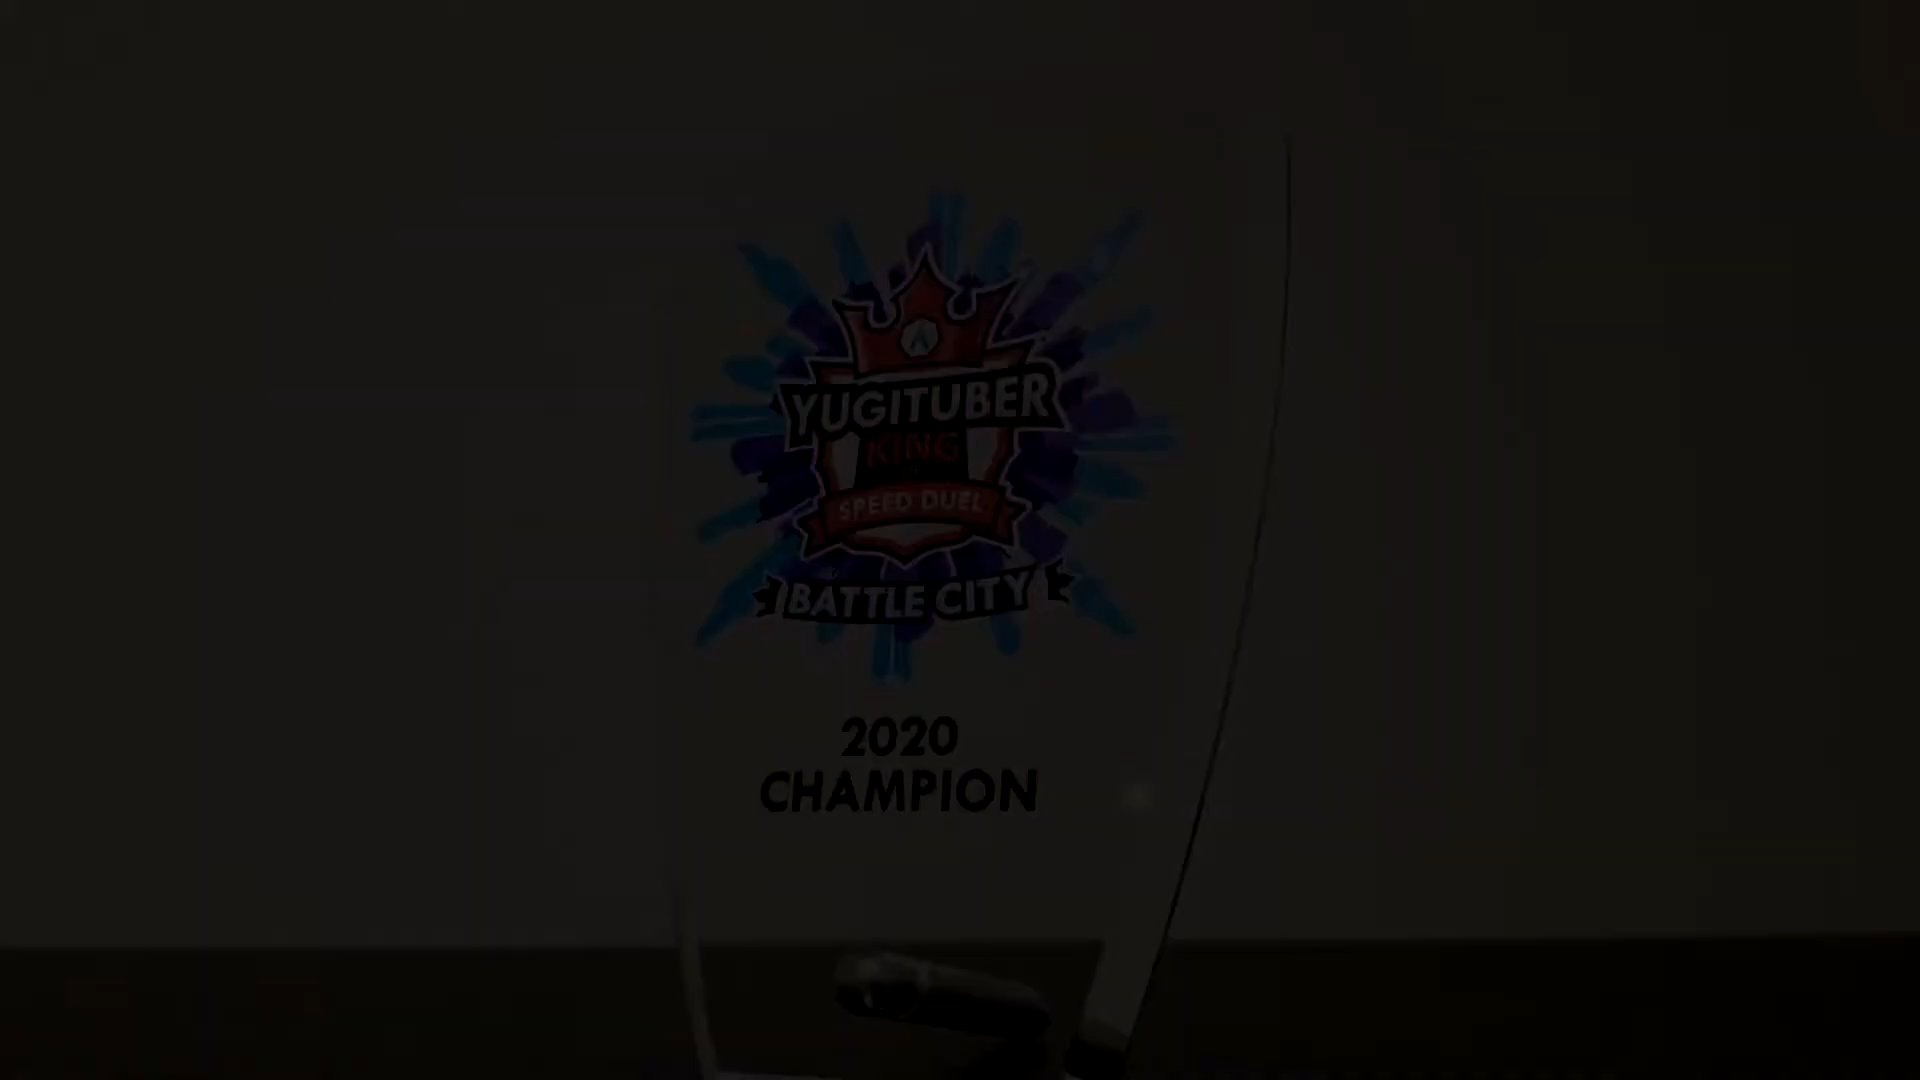 YUGITUBER
KING
SPEED DUEL
BATTLE CITY
2020
CHAMPION